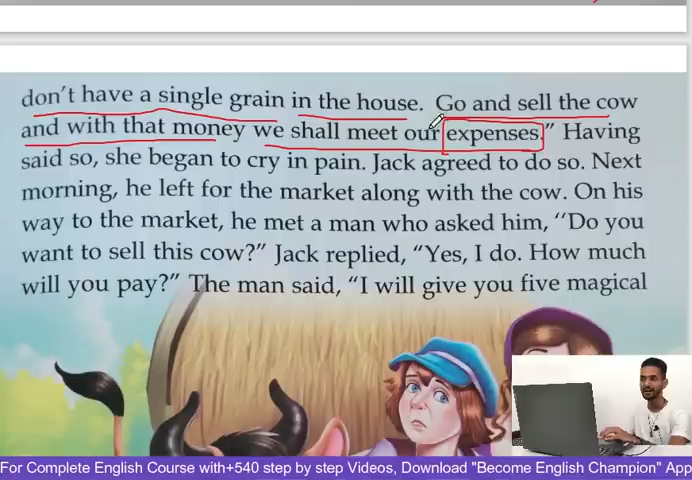 don't have a single grain in the house. Go and sell the cow
and with that money we shall meet our expenses." Having
said so, she began to cry in pain. Jack agreed to do so. Next
morning, he left for the market along with the cow. On his
way to the market, he met a man who asked him, "Do you
want to sell this cow?" Jack replied, "Yes, I do. How much
will you pay?" The man said, "I will give you five magical
For Complete English Course with+540 step by step Videos, Download "Become English Champion" App